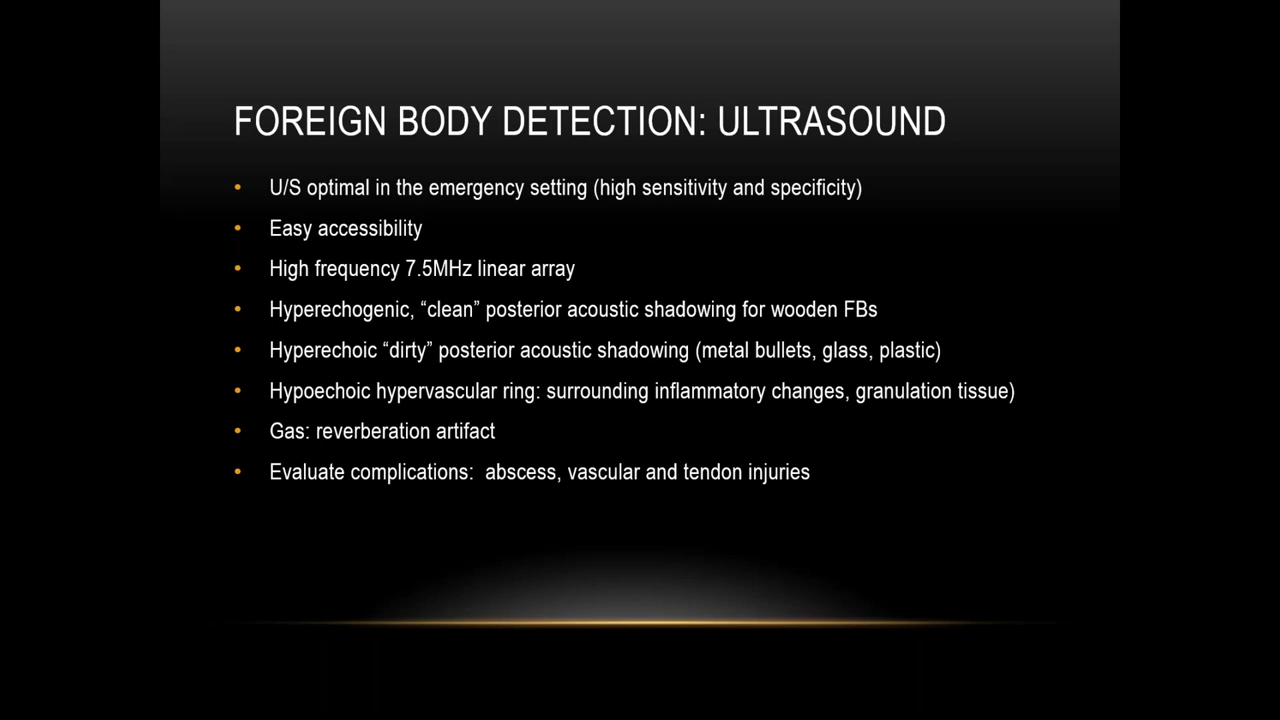 FOREIGN BODY DETECTION: ULTRASOUND
• U/S optimal in the emergency setting (high sensitivity and specificity)
• Easy accessibility
• High frequency 7.5MHz linear array
• Hyperechogenic, “clean” posterior acoustic shadowing for wooden FBs
• Hyperechoic “dirty” posterior acoustic shadowing (metal bullets, glass, plastic)
• Hypoechoic hypervascular ring: surrounding inflammatory changes, granulation tissue)
• Gas: reverberation artifact
• Evaluate complications:  abscess, vascular and tendon injuries